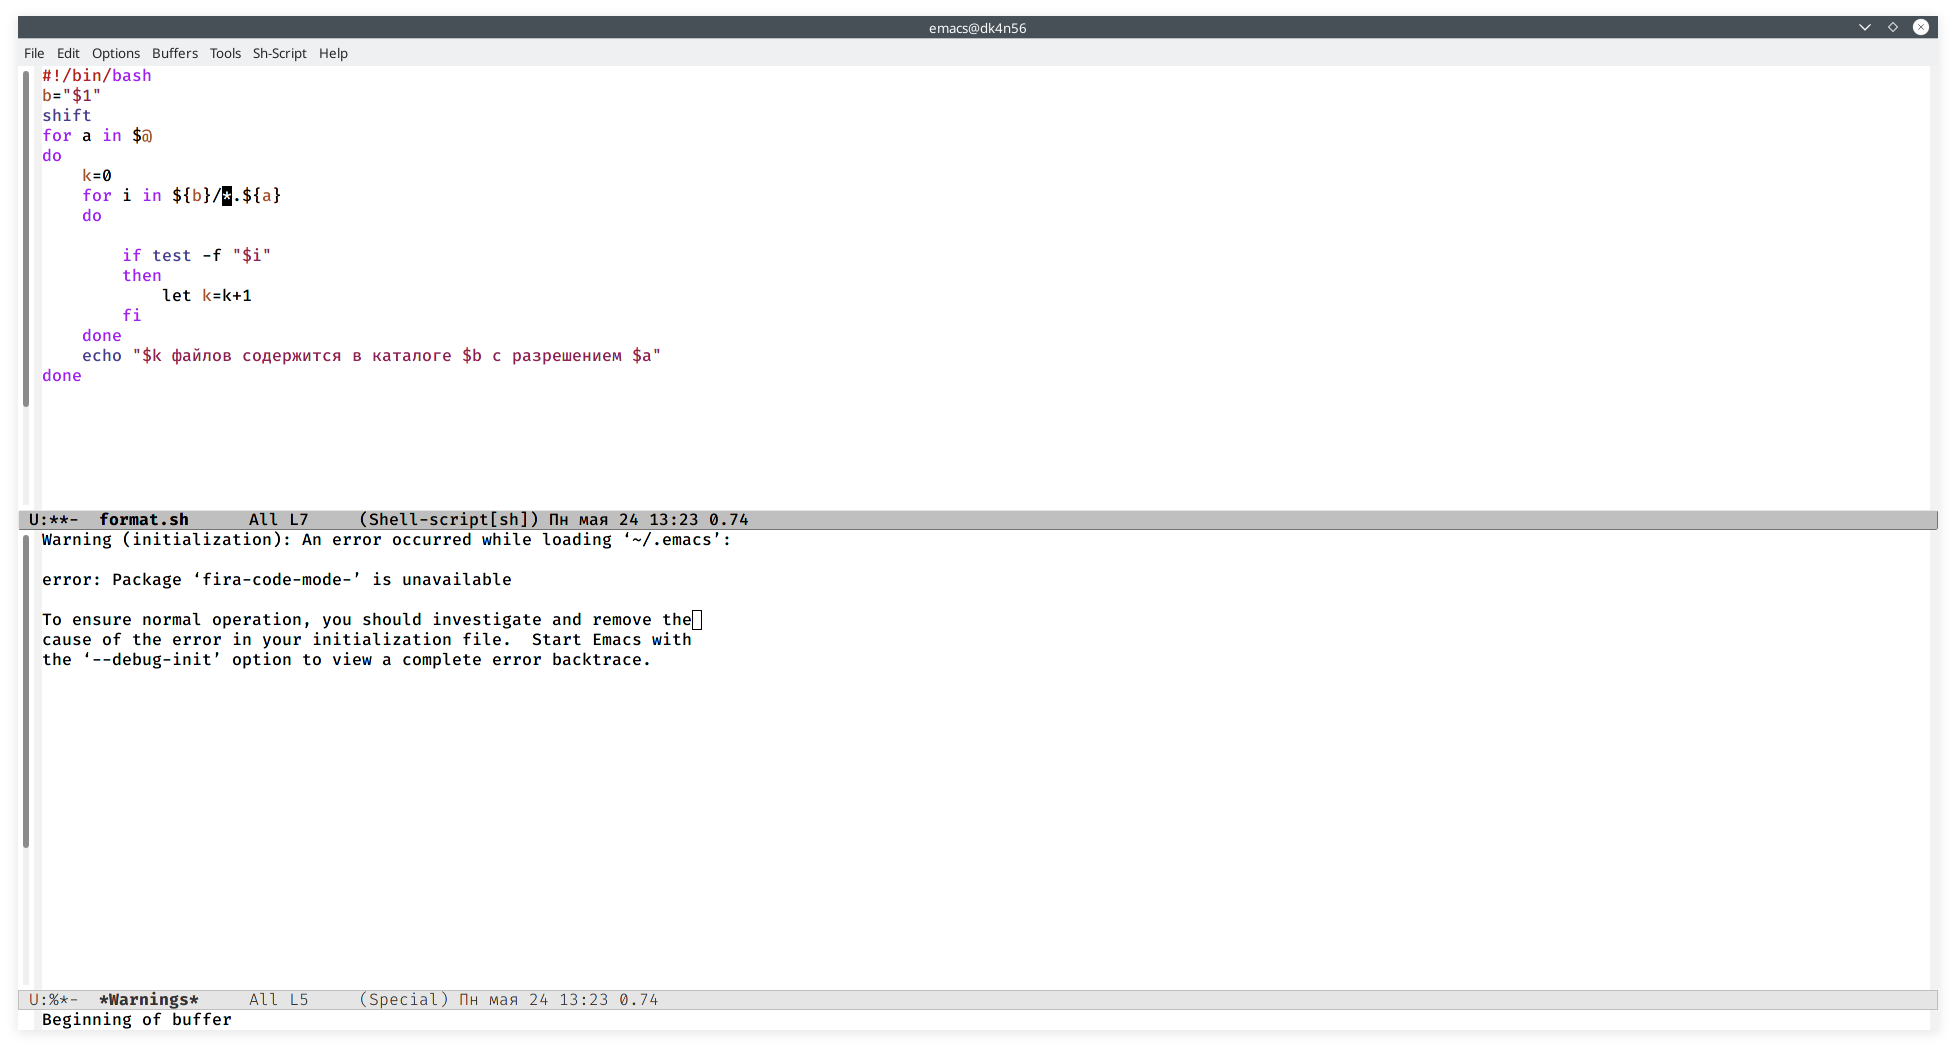 emacs@dk4n56
File Edit Options Buffers Tools Sh-Script Help
#!/bin/bash
b="$1"
shift
for a in $@
do
    k=0
    for i in ${b}/*.${a}
    do

        if test -f "$i"
        then
            let k=k+1
        fi
    done
    echo "$k файлов содержится в каталоге $b с разрешением $a"
done
U:**-  format.sh      All L7     (Shell-script[sh]) Пн мая 24 13:23 0.74
Warning (initialization): An error occurred while loading ‘~/.emacs’:

error: Package ‘fira-code-mode-’ is unavailable

To ensure normal operation, you should investigate and remove the
cause of the error in your initialization file.  Start Emacs with
the ‘--debug-init’ option to view a complete error backtrace.
U:%*-  *Warnings*     All L5     (Special) Пн мая 24 13:23 0.74
Beginning of buffer